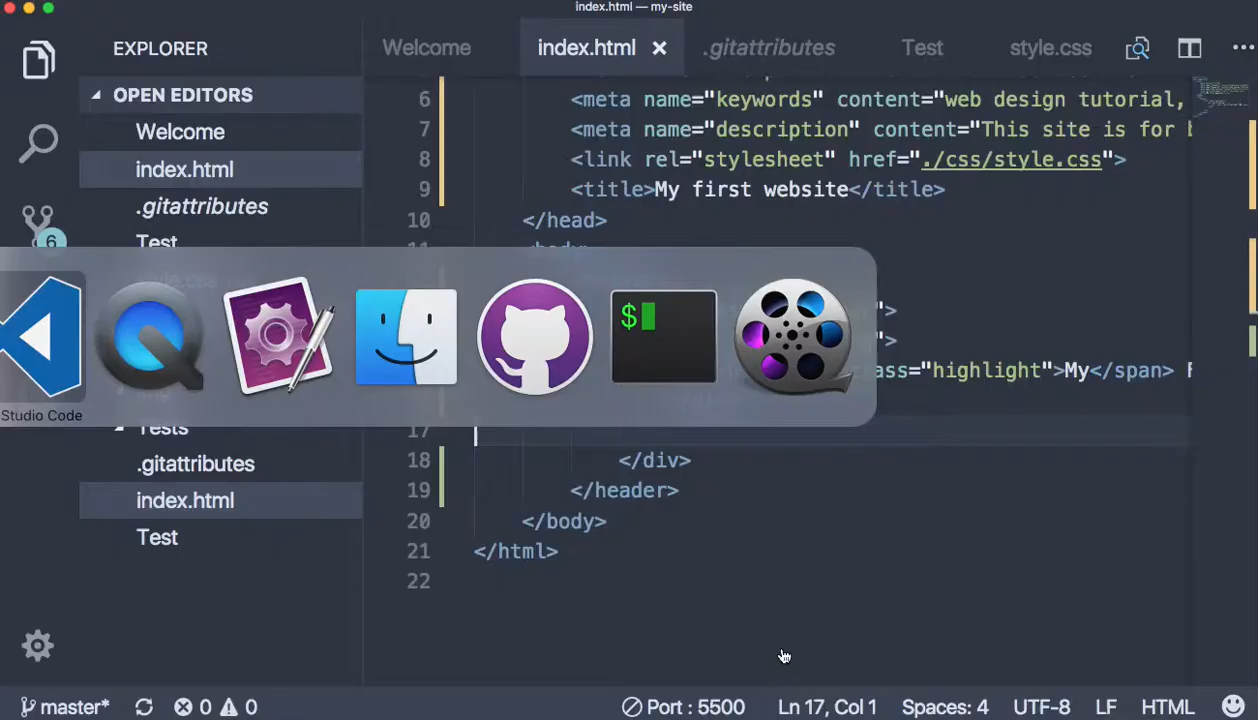 index.html — my-site
EXPLORER
Welcome
index.html
.gitattributes
Test
style.css
OPEN EDITORS
Welcome
index.html
.gitattributes
Test
6
Studio Code
Tests
.gitattributes
index.html
Test
6 <meta name="keywords" content="web design tutorial,
7 <meta name="description" content="This site is for
8 <link rel="stylesheet" href="./css/style.css">
9 <title>My first website</title>
10 </head>
<body>
">
">
class="highlight">My</span> F
$
17
18 </div>
19 </header>
20 </body>
21 </html>
22
master* 0 0 Port : 5500 Ln 17, Col 1 Spaces: 4 UTF-8 LF HTML